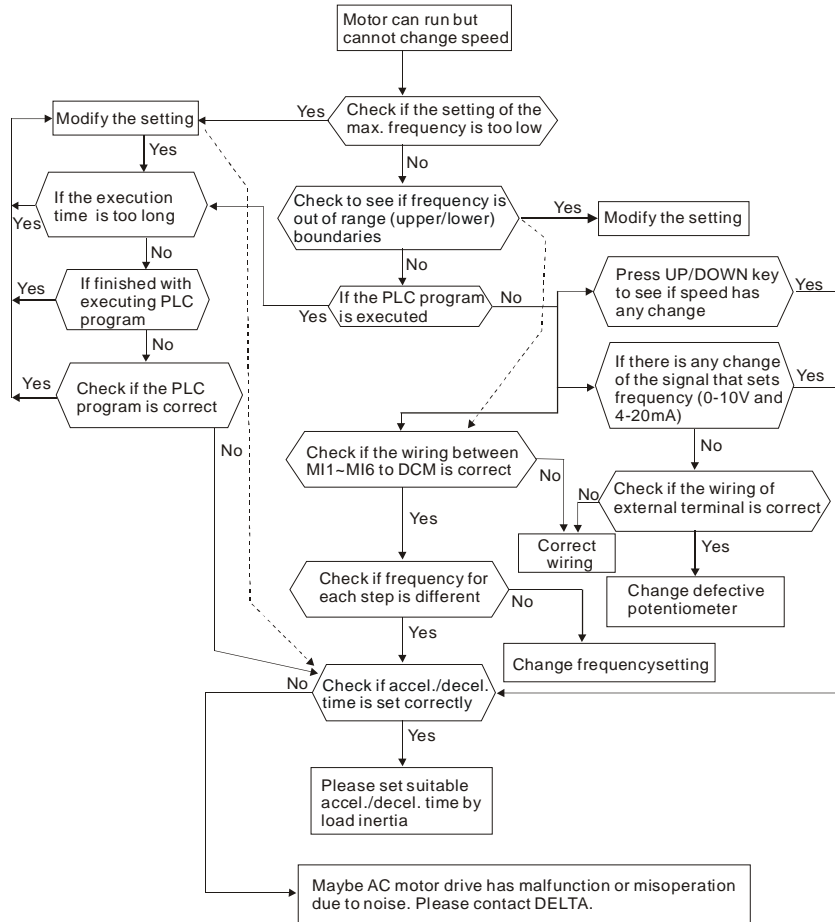 Motor can run but
cannot change speed
Yes
Check if the setting of the
max. frequency is too low
Modify the setting
Yes
No
If the execution
time is too long
Yes
No
Check to see if frequency is
out of range (upper/lower)
boundaries
Yes
Modify the setting
No
If finished with
executing PLC
program
Yes
No
If the PLC program
is executed
Yes
No
Press UP/DOWN key
to see if speed has
any change
Yes
Check if the PLC
program is correct
Yes
No
If there is any change
of the signal that sets
frequency (0-10V and
4-20mA)
Yes
No
Check if the wiring between
MI1~MI6 to DCM is correct
No
Yes
Check if the wiring of
external terminal is correct
No
Yes
Correct
wiring
Change defective
potentiometer
Check if frequency for
each step is different
No
Yes
Change frequencysetting
Check if accel./decel.
time is set correctly
No
Yes
Please set suitable
accel./decel. time by
load inertia
Maybe AC motor drive has malfunction or misoperation
due to noise. Please contact DELTA.